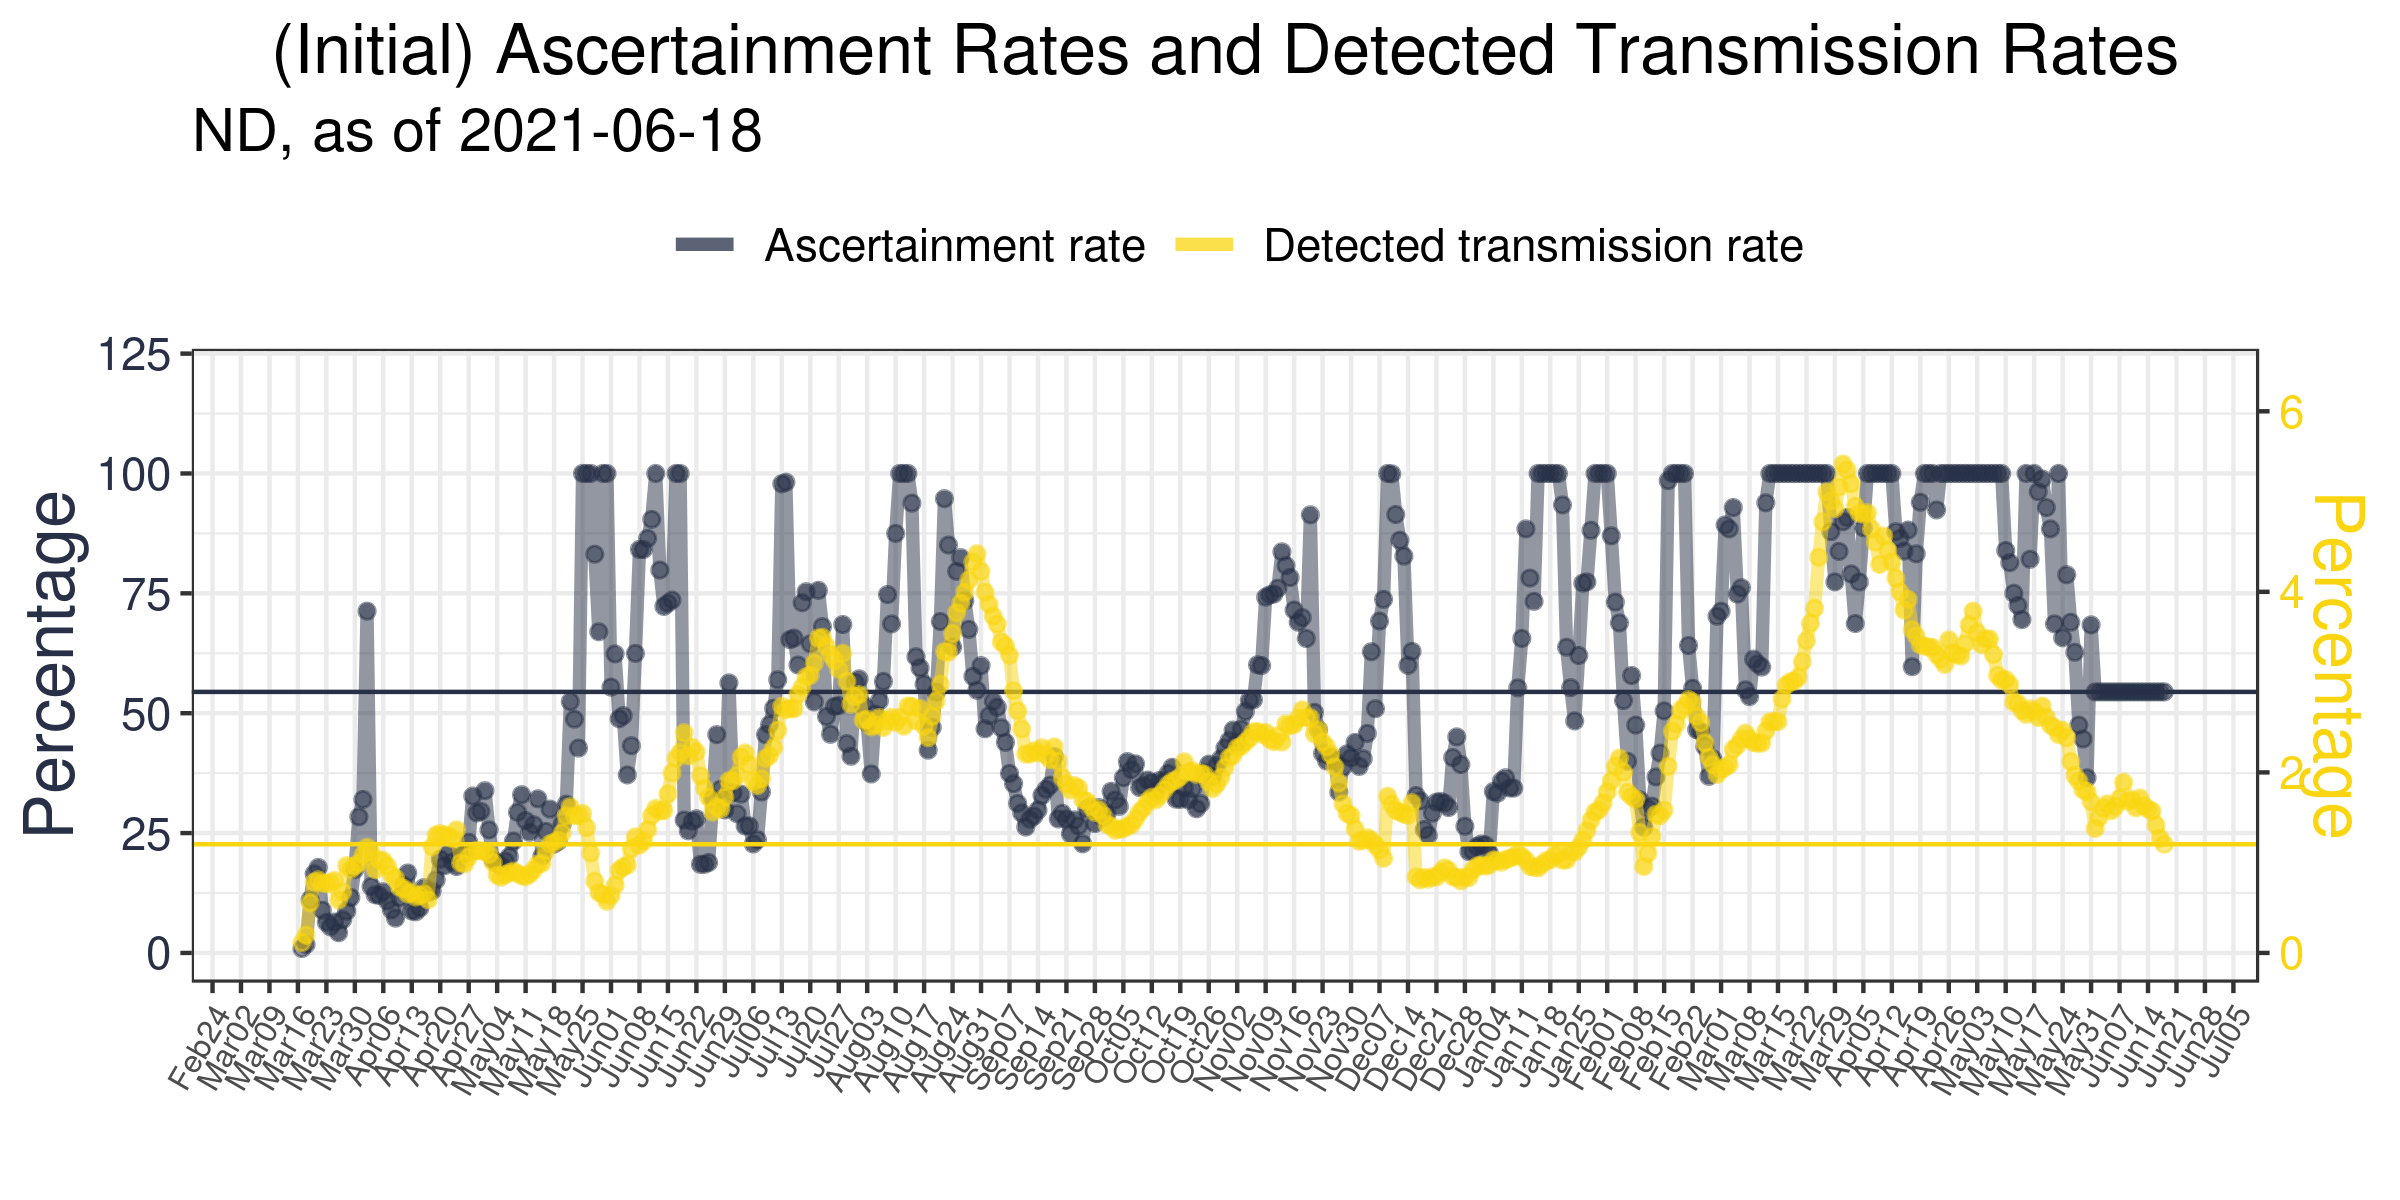 (Initial) Ascertainment Rates and Detected Transmission Rates
ND, as of 2021-06-18
Ascertainment rate
Detected transmission rate
Percentage
125
100
75
50
25
0
6
4
2
0
Percentage
Feb24
Mar02
Mar09
Mar16
Mar23
Mar30
Apr06
Apr13
Apr20
Apr27
May04
May11
May18
May25
Jun01
Jun08
Jun15
Jun22
Jun29
Jul06
Jul13
Jul20
Jul27
Aug03
Aug10
Aug17
Aug24
Aug31
Sep07
Sep14
Sep21
Sep28
Oct05
Oct12
Oct19
Oct26
Nov02
Nov09
Nov16
Nov23
Nov30
Dec07
Dec14
Dec21
Dec28
Jan04
Jan11
Jan18
Jan25
Feb01
Feb08
Feb15
Feb22
Mar01
Mar08
Mar15
Mar22
Mar29
Apr05
Apr12
Apr19
Apr26
May03
May10
May17
May24
May31
Jun07
Jun14
Jun21
Jun28
Jul05